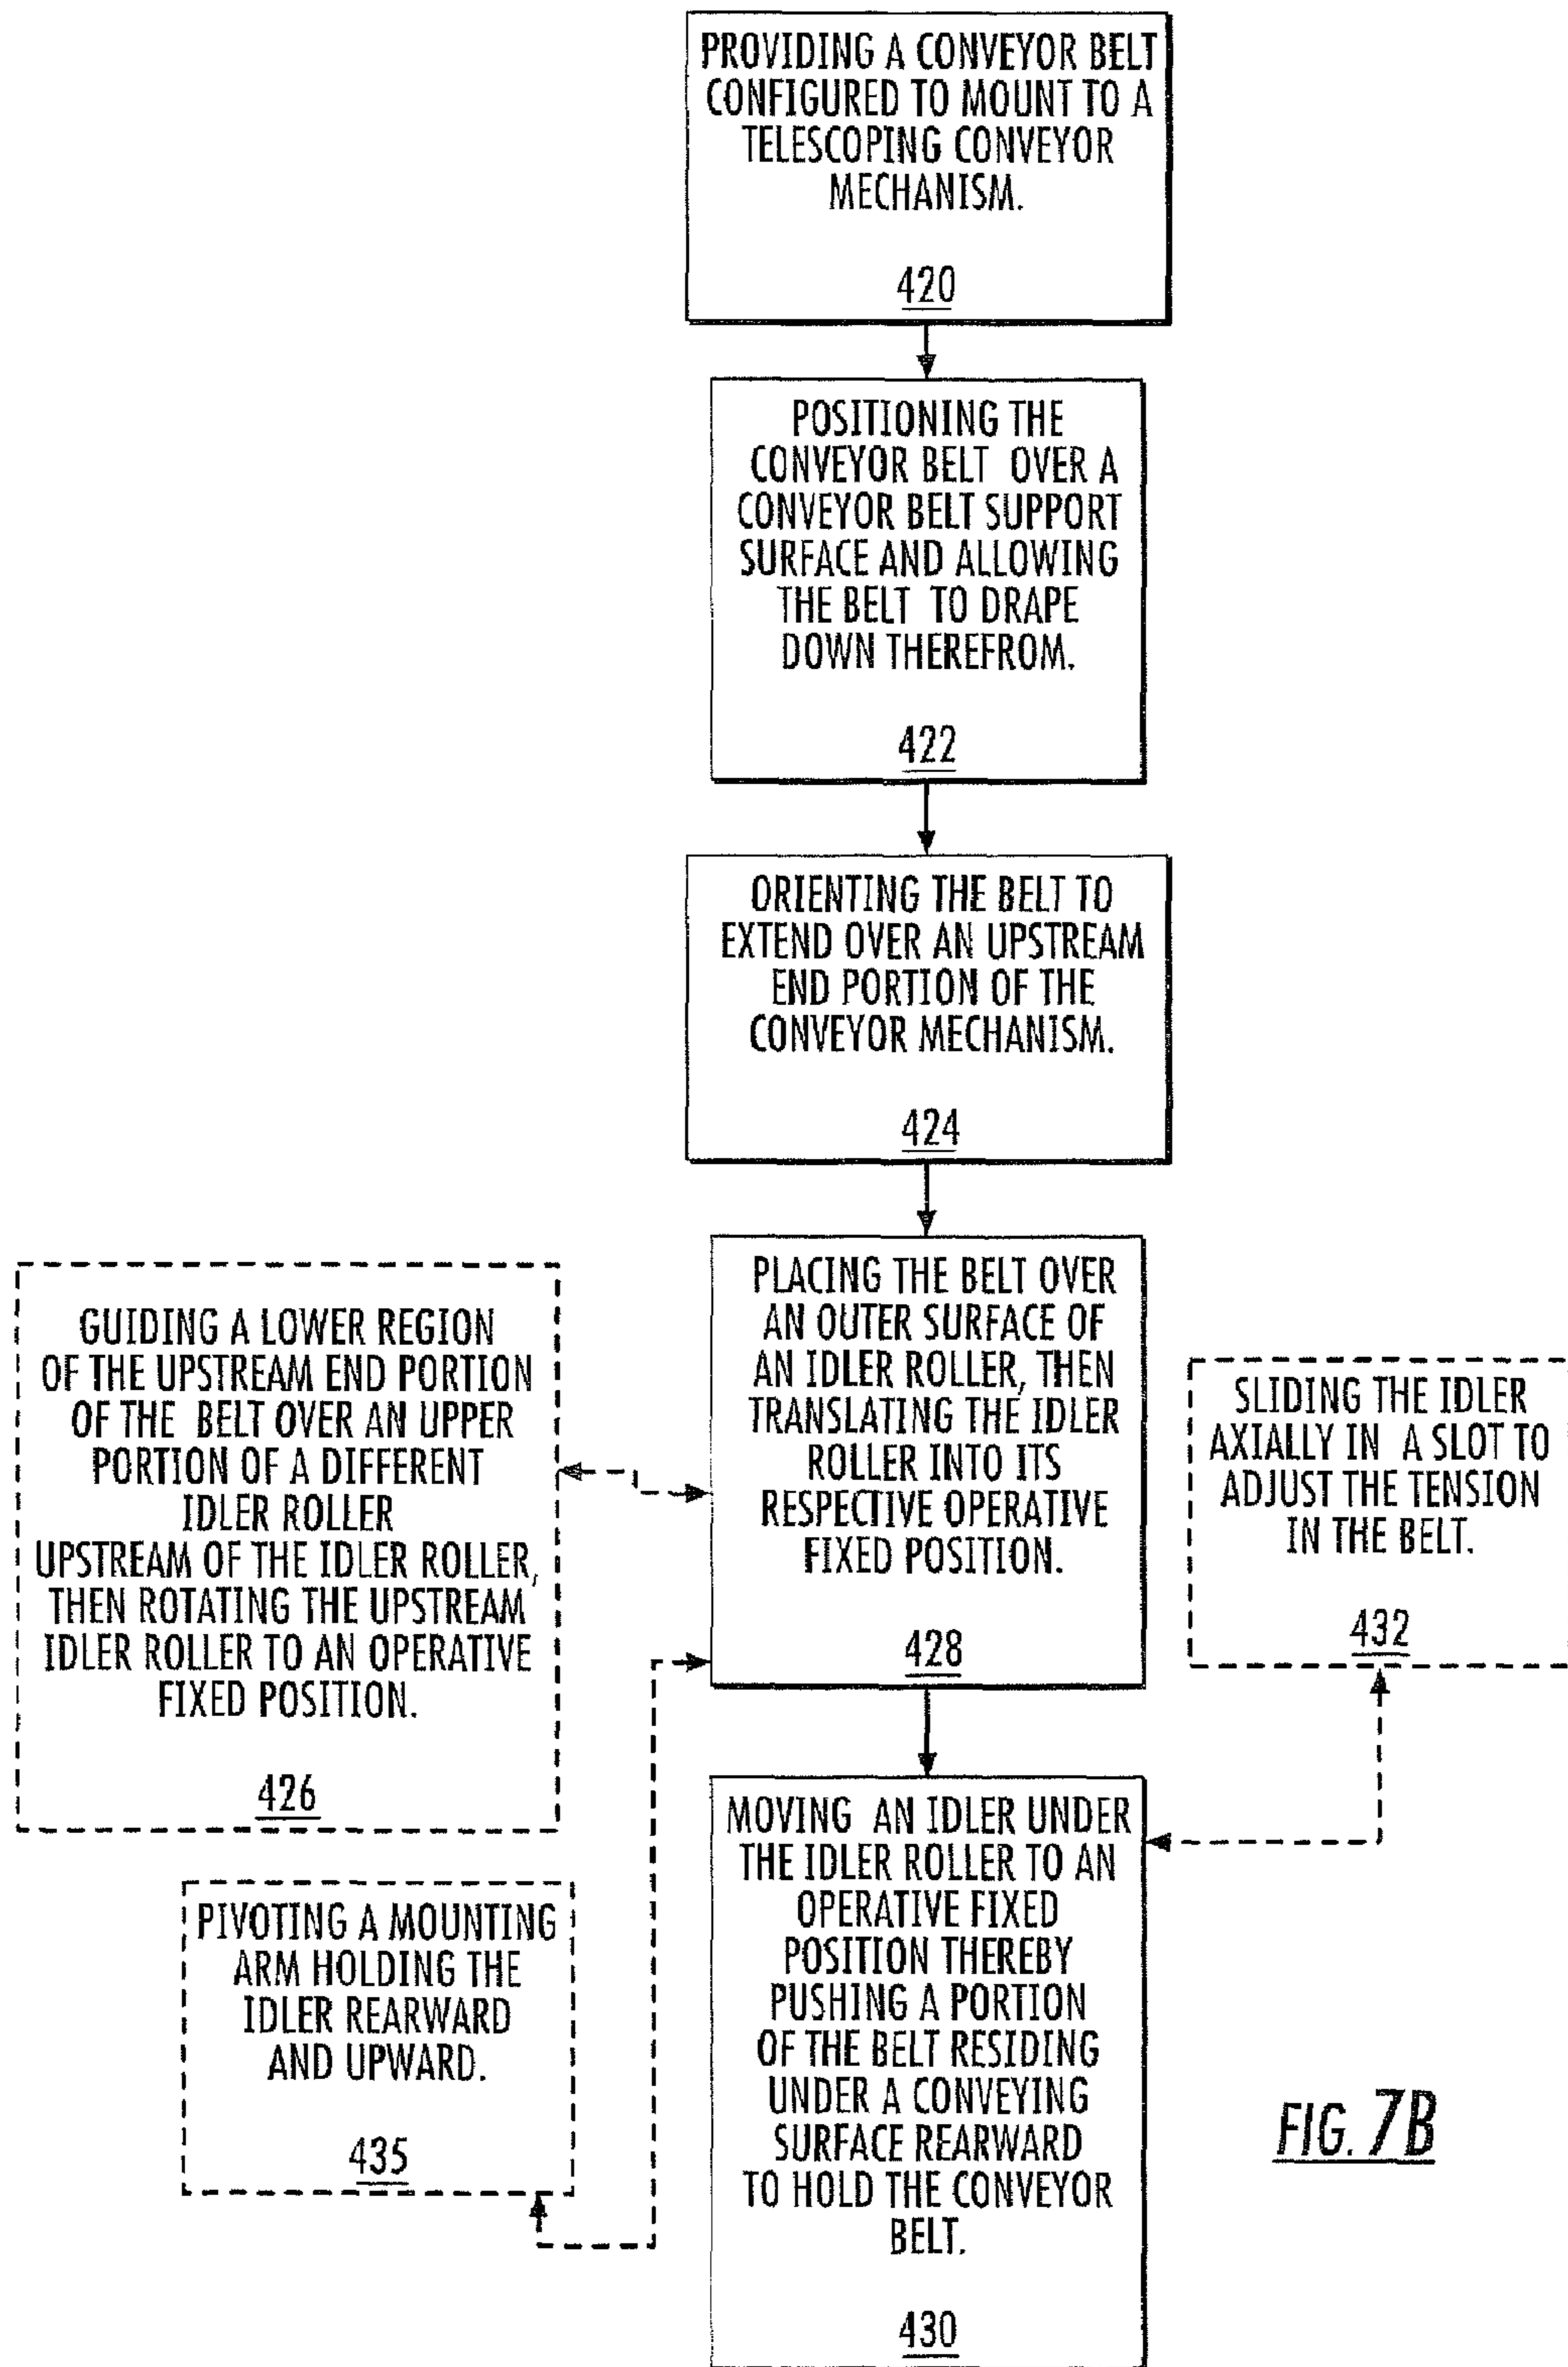 PROVIDING A CONVEYOR BELT
CONFIGURED TO MOUNT TO A
TELESCOPING CONVEYOR
MECHANISM.
420
POSITIONING THE
CONVEYOR BELT OVER A
CONVEYOR BELT SUPPORT
SURFACE AND ALLOWING
THE BELT TO DRAPE
DOWN THEREFROM.
422
ORIENTING THE BELT TO
EXTEND OVER AN UPSTREAM
END PORTION OF THE
CONVEYOR MECHANISM.
424
GUIDING A LOWER REGION
OF THE UPSTREAM END PORTION
OF THE BELT OVER AN UPPER
PORTION OF A DIFFERENT
IDLER ROLLER
UPSTREAM OF THE IDLER ROLLER,
THEN ROTATING THE UPSTREAM
IDLER ROLLER TO AN OPERATIVE
FIXED POSITION.
426
PLACING THE BELT OVER
AN OUTER SURFACE OF
AN IDLER ROLLER, THEN
TRANSLATING THE IDLER
ROLLER INTO ITS
RESPECTIVE OPERATIVE
FIXED POSITION.
428
SLIDING THE IDLER
AXIALLY IN A SLOT TO
ADJUST THE TENSION
IN THE BELT.
432
PIVOTING A MOUNTING
ARM HOLDING THE
IDLER REARWARD
AND UPWARD.
435
MOVING AN IDLER UNDER
THE IDLER ROLLER TO AN
OPERATIVE FIXED
POSITION THEREBY
PUSHING A PORTION
OF THE BELT RESIDING
UNDER A CONVEYING
SURFACE REARWARD
TO HOLD THE CONVEYOR
BELT.
430
FIG. 7B